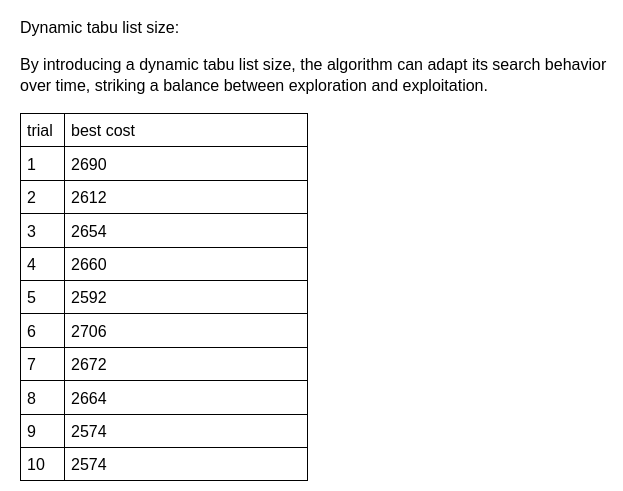 Dynamic tabu list size:
By introducing a dynamic tabu list size, the algorithm can adapt its search behavior
over time, striking a balance between exploration and exploitation.
trial best cost
1 2690
2 2612
3 2654
4 2660
5 2592
6 2706
7 2672
8 2664
9 2574
10 2574